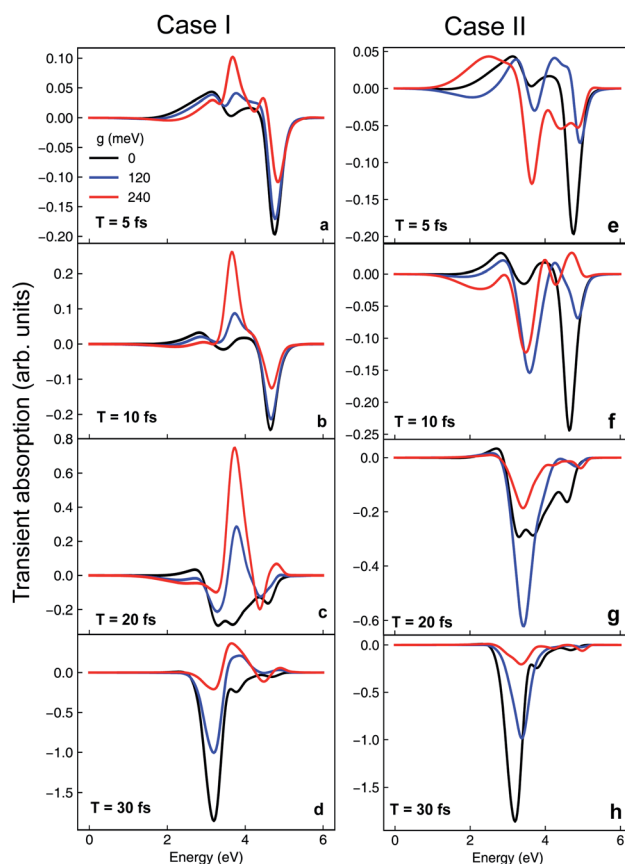 Case I
Case II
Transient absorption (arb. units)
0.10
0.05
0.00
−0.05
−0.10
−0.15
−0.20
g (meV)
0
120
240
T = 5 fs
a
0.05
0.00
−0.05
−0.10
−0.15
−0.20
T = 5 fs
e
0.2
0.1
0.0
−0.1
−0.2
T = 10 fs
b
0.00
−0.05
−0.10
−0.15
−0.20
−0.25
T = 10 fs
f
0.8
0.6
0.4
0.2
0.0
−0.2
T = 20 fs
c
0.0
−0.2
−0.4
−0.6
T = 20 fs
g
0.0
−0.5
−1.0
−1.5
T = 30 fs
d
0.0
−0.5
−1.0
−1.5
T = 30 fs
h
0 2 4 6
0 2 4 6
Energy (eV)
Energy (eV)